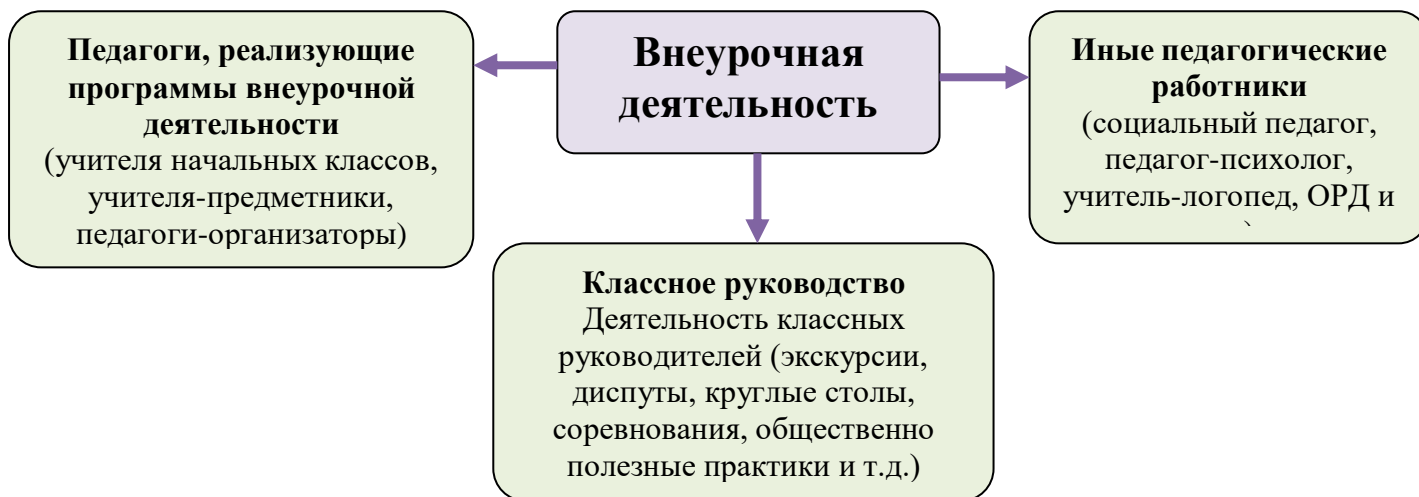 Педагоги, реализующие
программы внеурочной
деятельности
(учителя начальных классов,
учителя-предметники,
педагоги-организаторы)
Внеурочная
деятельность
Иные педагогические
работники
(социальный педагог,
педагог-психолог,
учитель-логопед, ОРД и
Классное руководство
Деятельность классных
руководителей (экскурсии,
диспуты, круглые столы,
соревнования, общественно
полезные практики и т.д.)